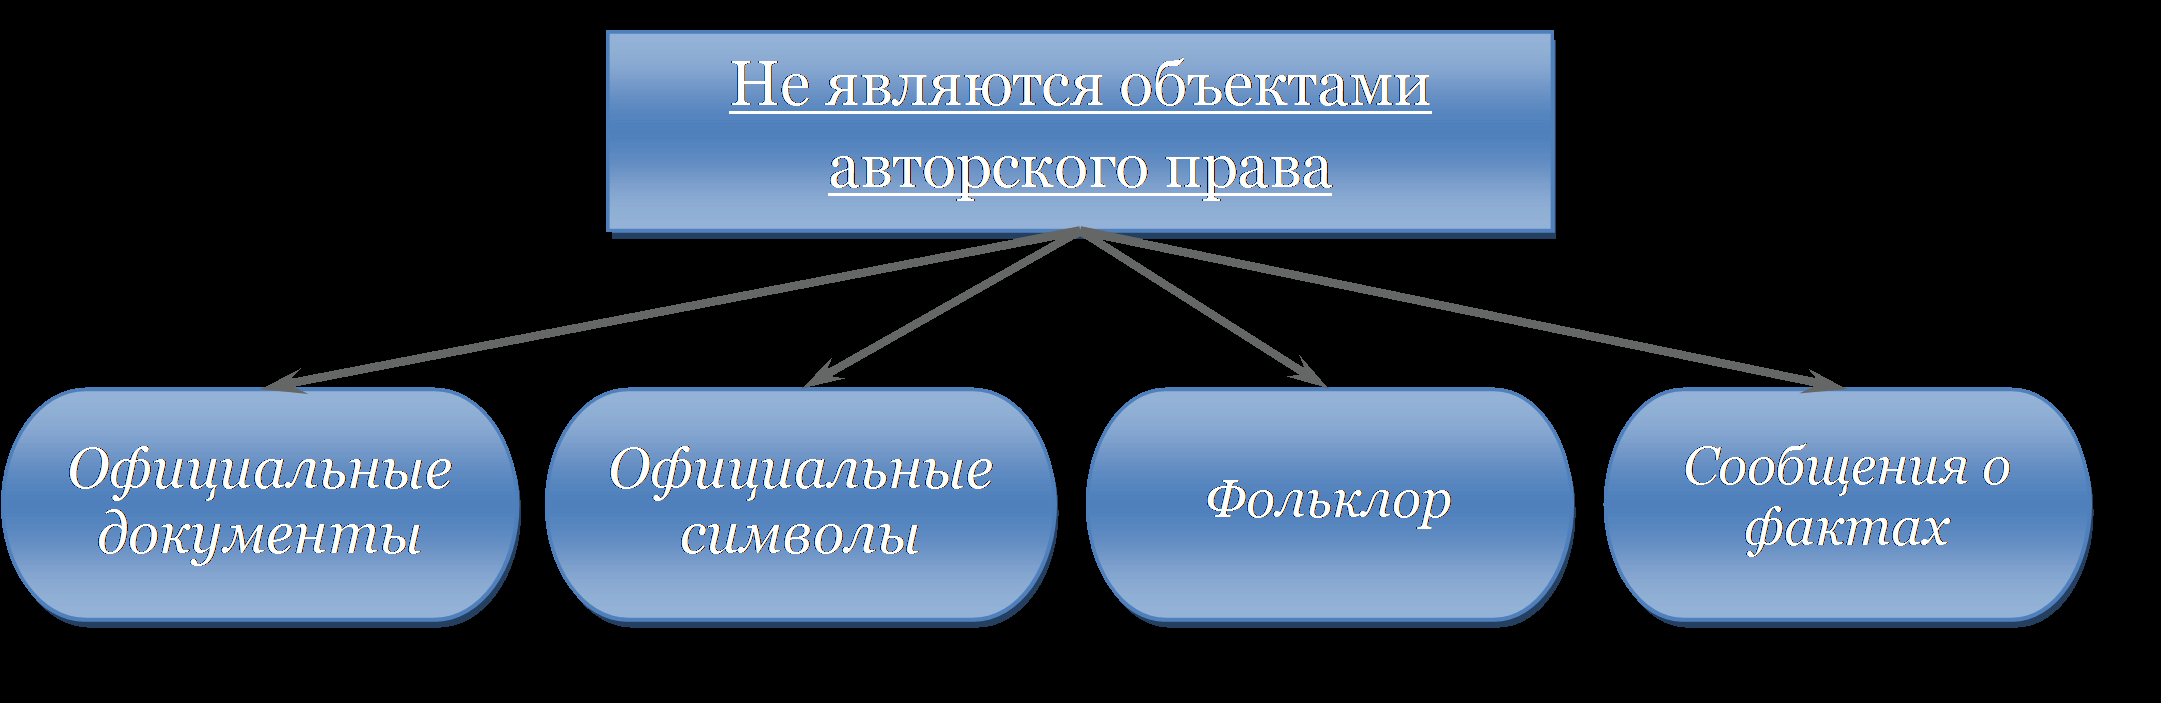 Не являются объектами
авторского права
Официальные
документы
Официальные
символы
Фольклор
Сообщения о
фактах